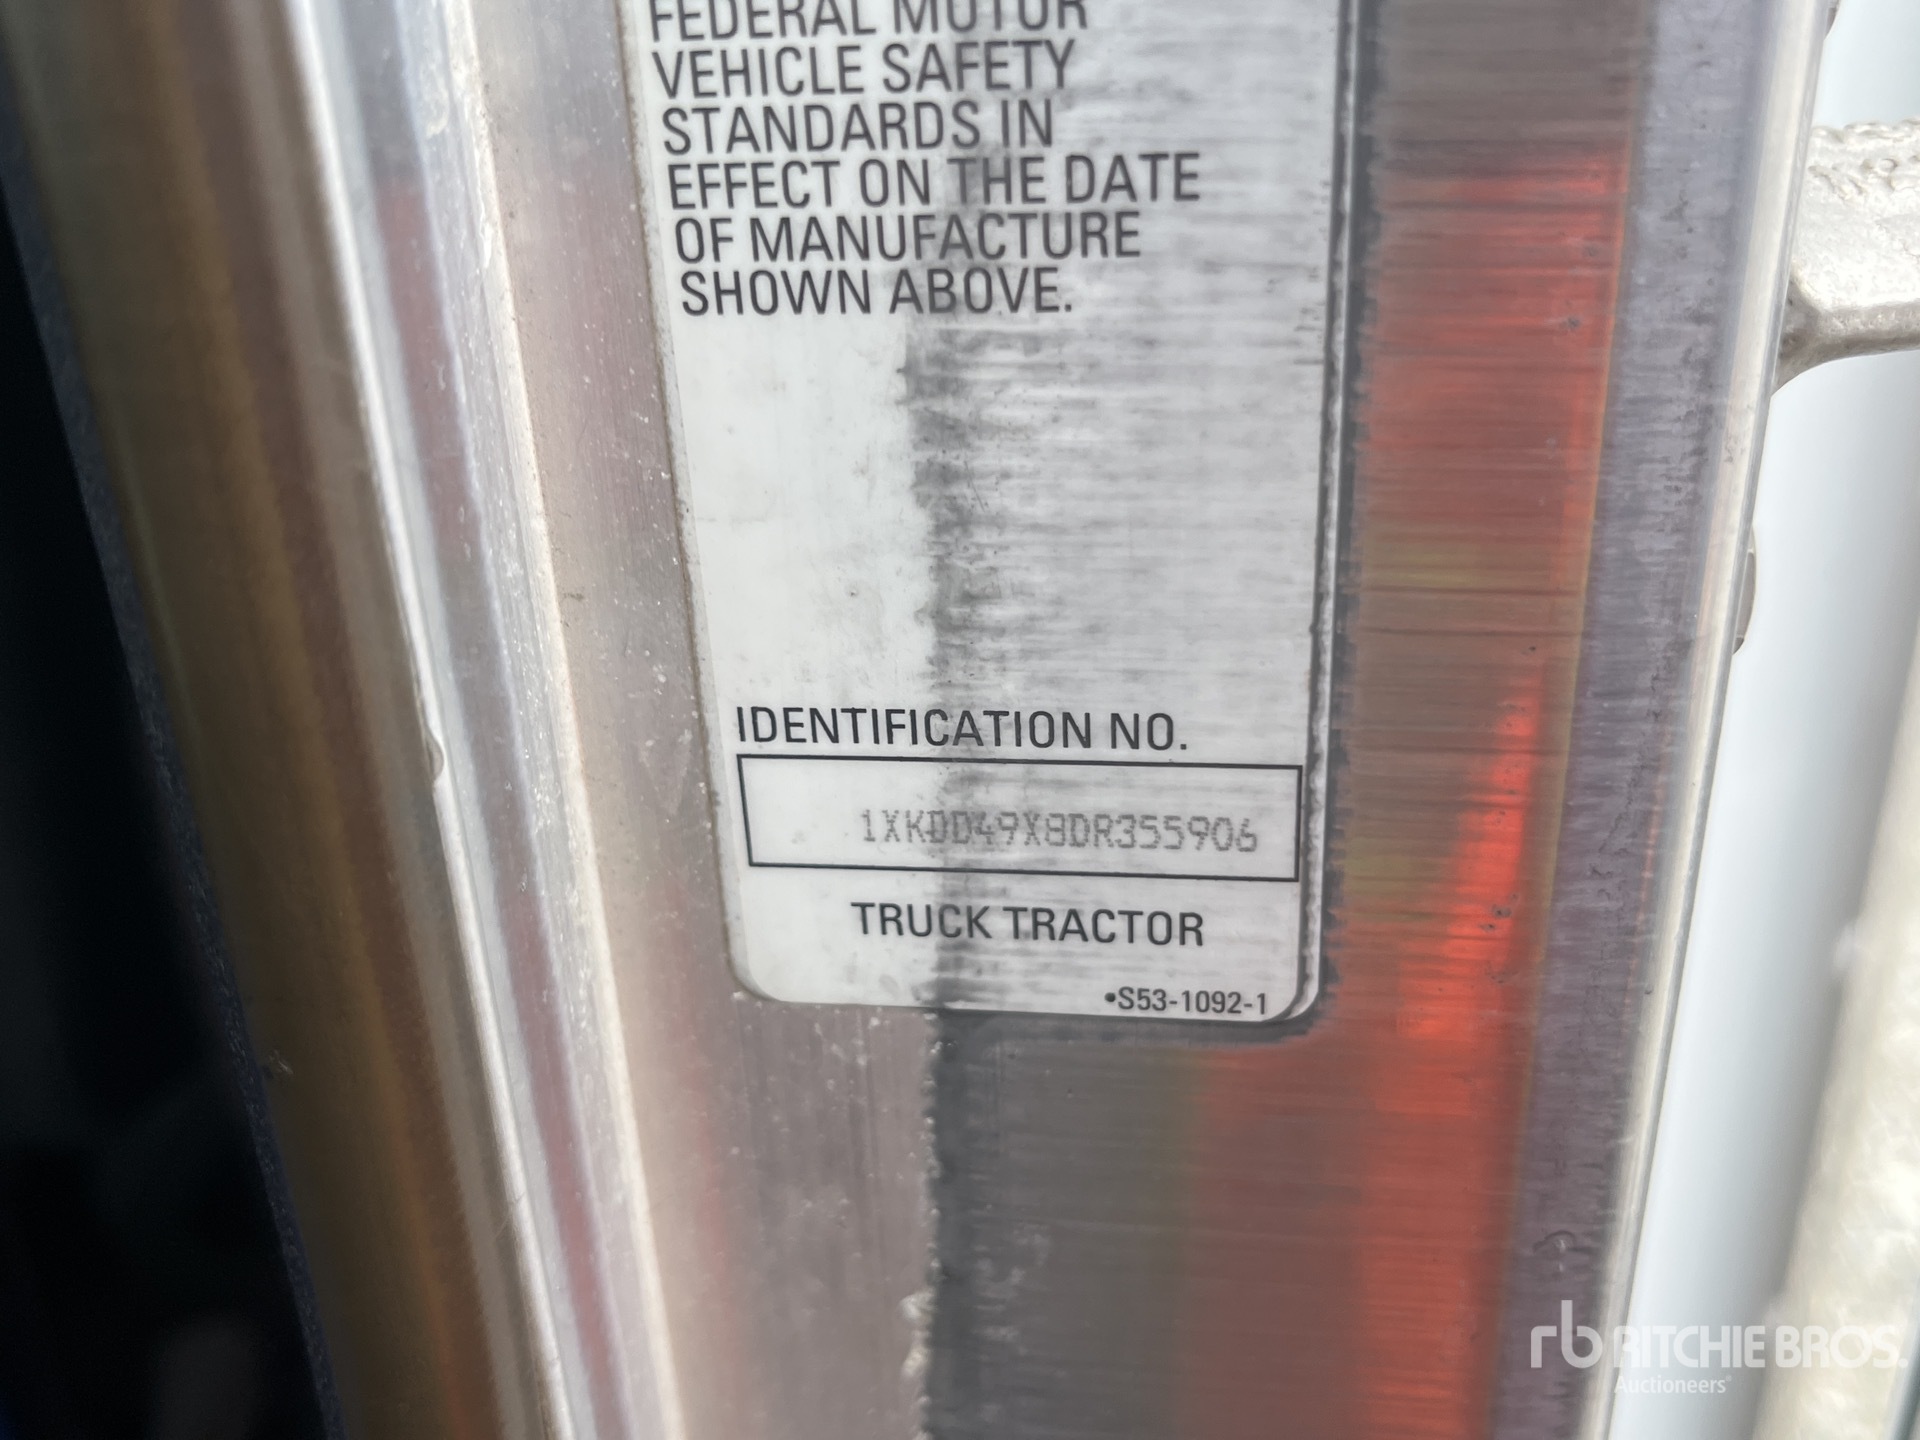 FEDERAL MOTOR
VEHICLE SAFETY
STANDARDS IN
EFFECT ON THE DATE
OF MANUFACTURE
SHOWN ABOVE.
IDENTIFICATION NO.
1XKDD49X8DR355906
TRUCK TRACTOR
•S53-1092-1
rb RITCHIE BROS.
Auctioneers